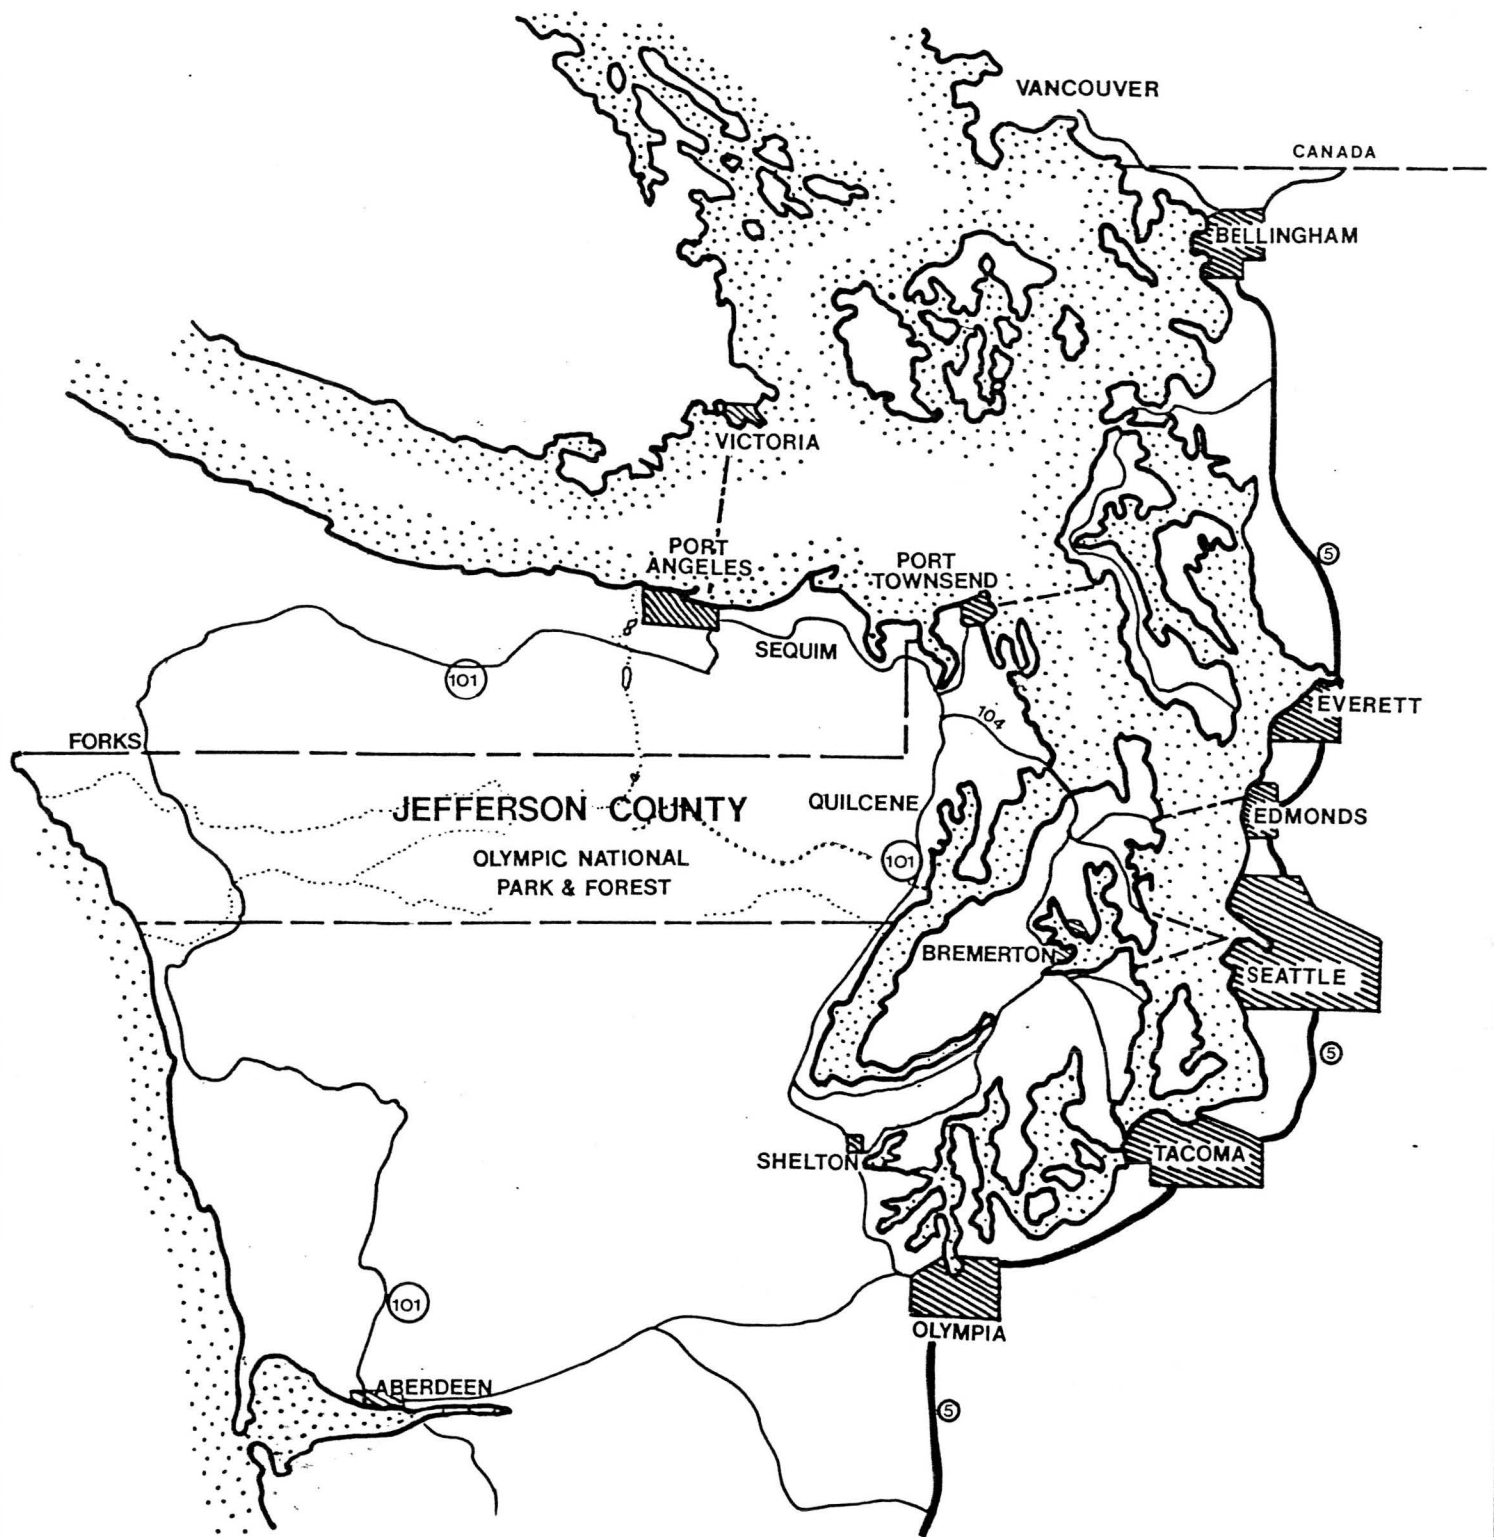 VANCOUVER
CANADA
BELLINGHAM
VICTORIA
PORT
ANGELES
PORT
TOWNSEND
5
SEQUIM
101
EVERETT
104
FORKS
JEFFERSON COUNTY
QUILCENE
EDMONDS
OLYMPIC NATIONAL
PARK & FOREST
101
BREMERTON
SEATTLE
5
SHELTON
TACOMA
101
OLYMPIA
ABERDEEN
5